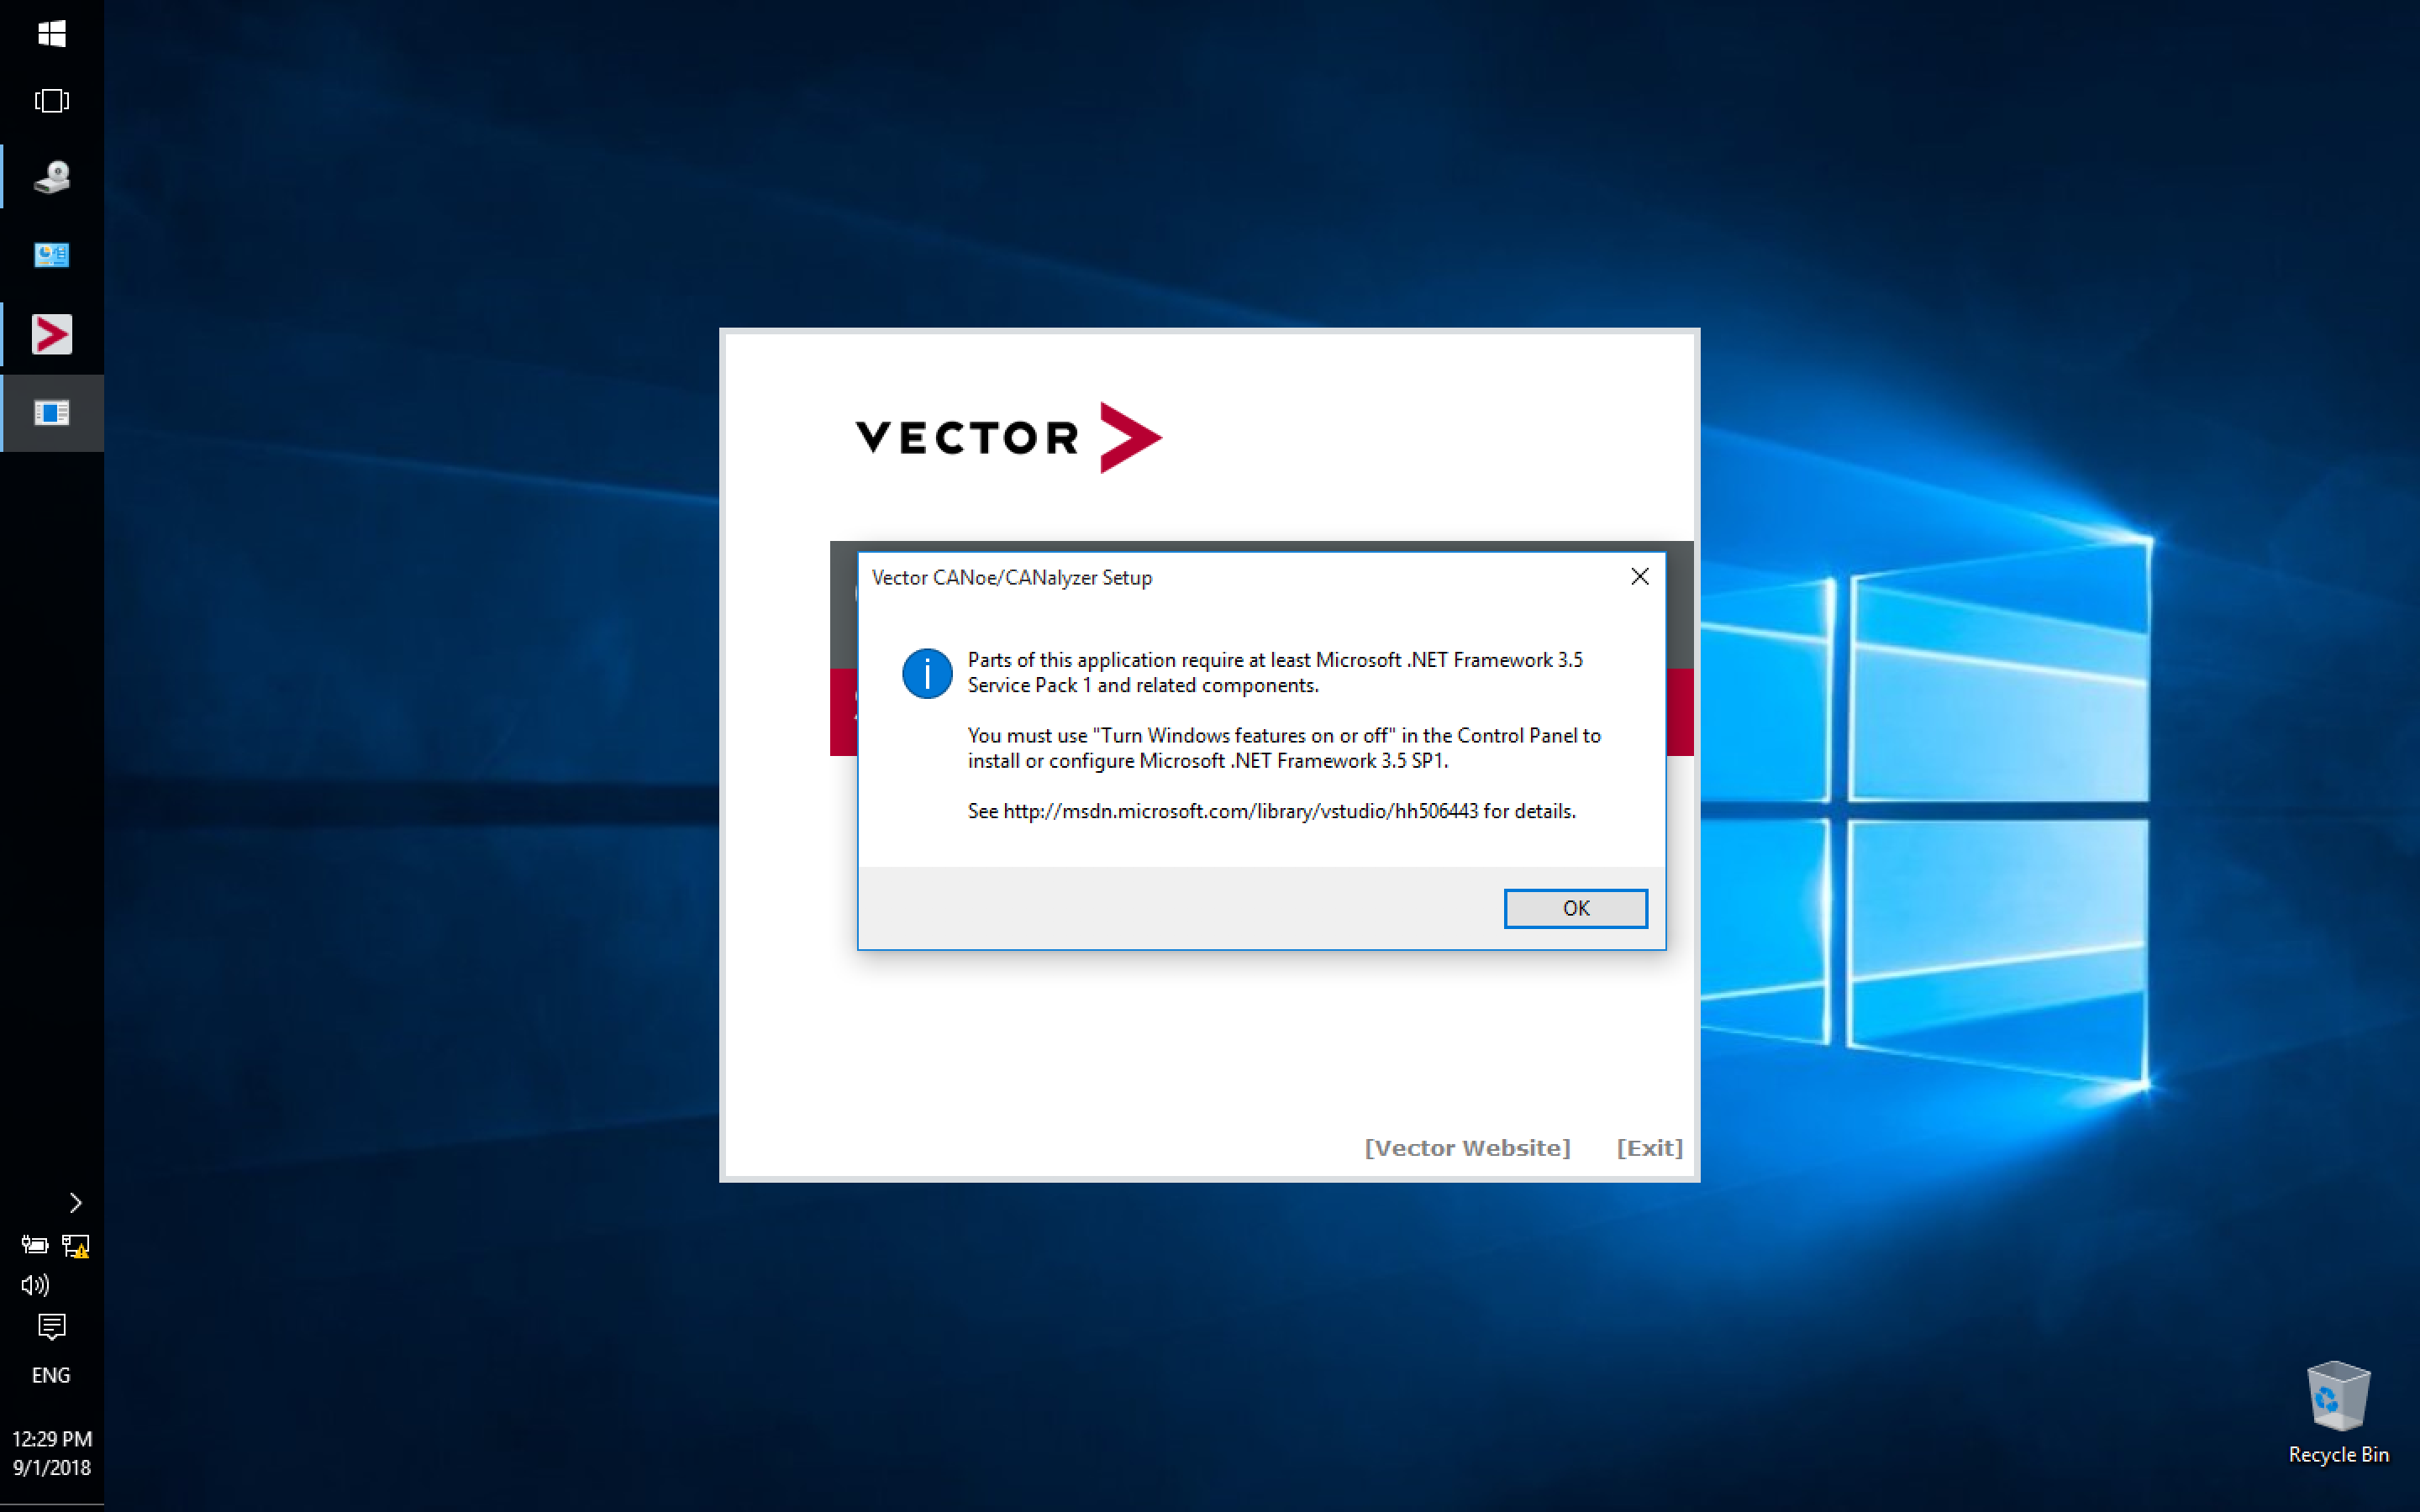 VECTOR
Vector CANoe/CANalyzer Setup
Parts of this application require at least Microsoft .NET Framework 3.5
Service Pack 1 and related components.
You must use "Turn Windows features on or off" in the Control Panel to
install or configure Microsoft .NET Framework 3.5 SP1.
See http://msdn.microsoft.com/library/vstudio/hh506443 for details.
OK
[Vector Website] [Exit]
ENG
12:29 PM
9/1/2018
Recycle Bin